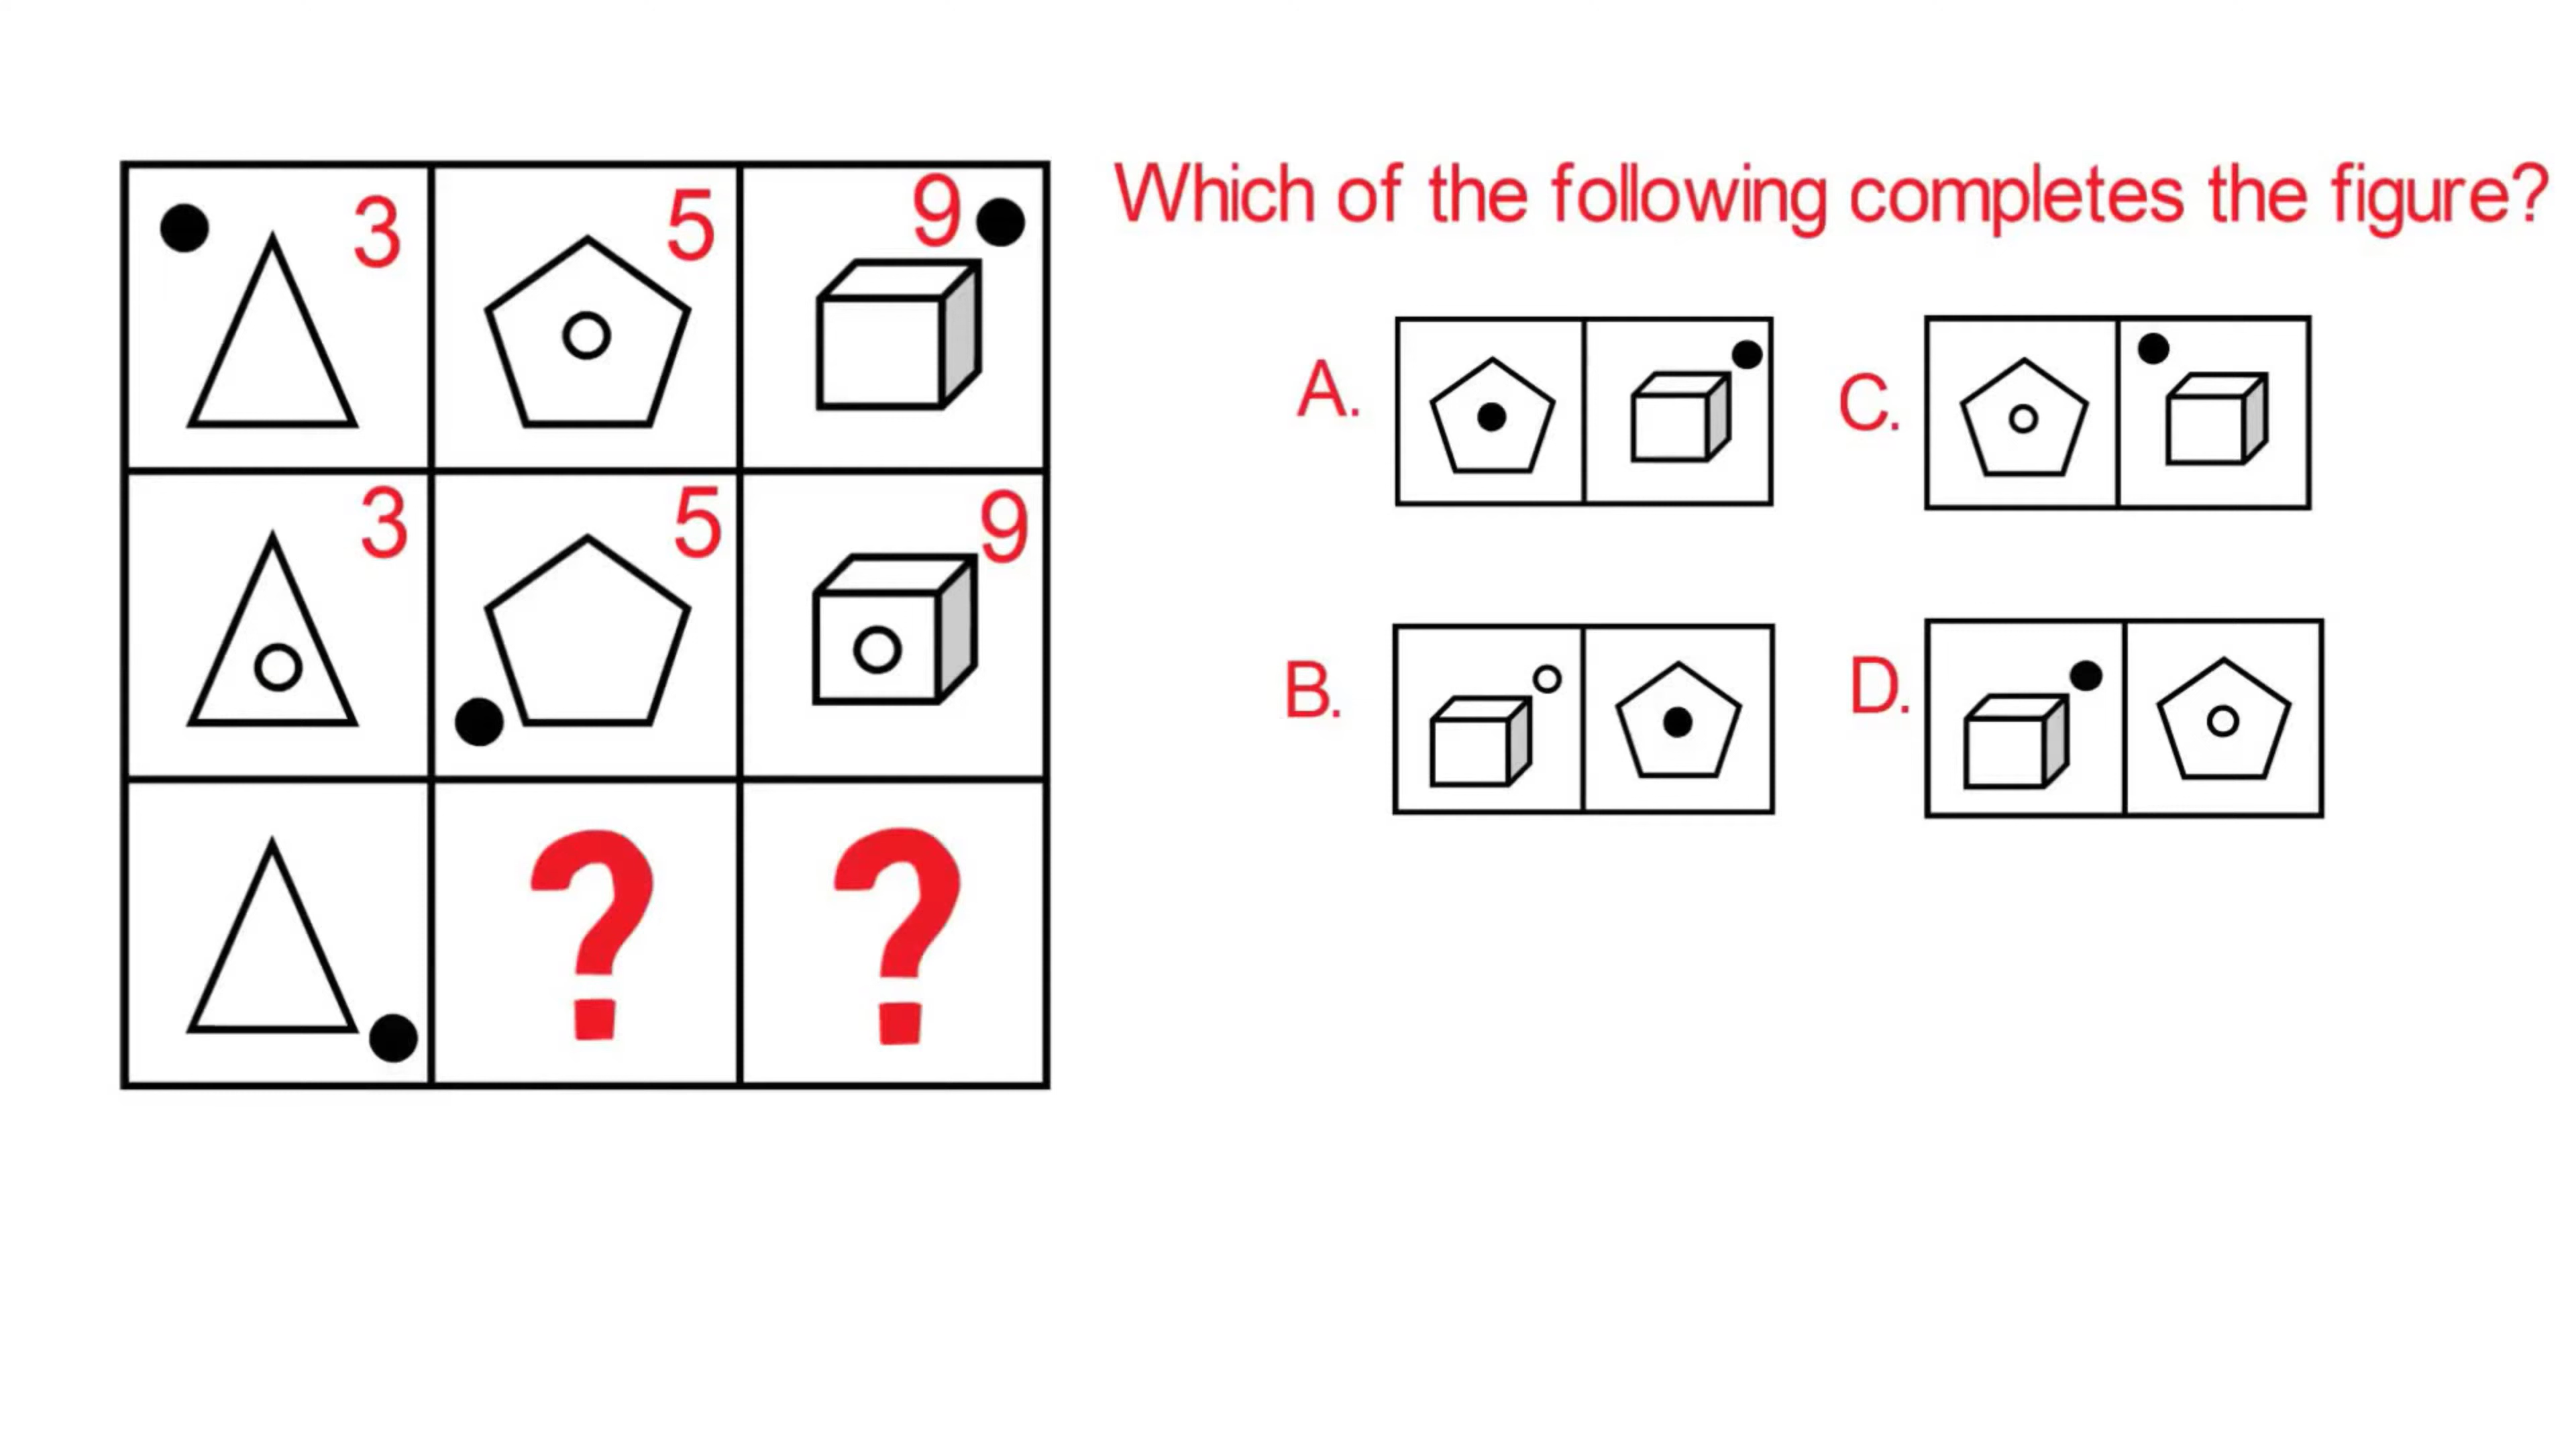 3 5 9
Which of the following completes the figure?
A.
C.
3 5 9
B.
D.
? ?